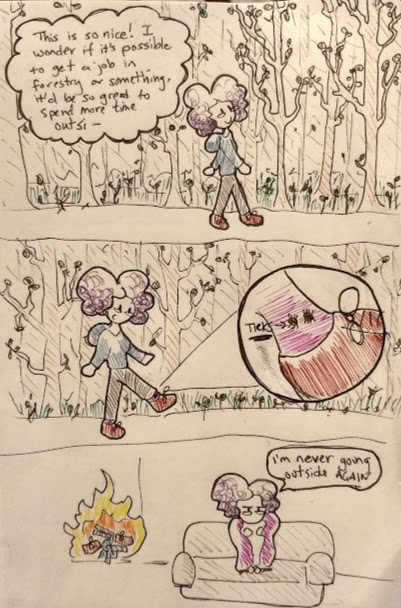 This is so nice! I
wonder if it's possible
to get a job in
forestry or something.
it'd be so great to
spend more time
outsi –
Ticks →
i'm never going
outside AGAIN